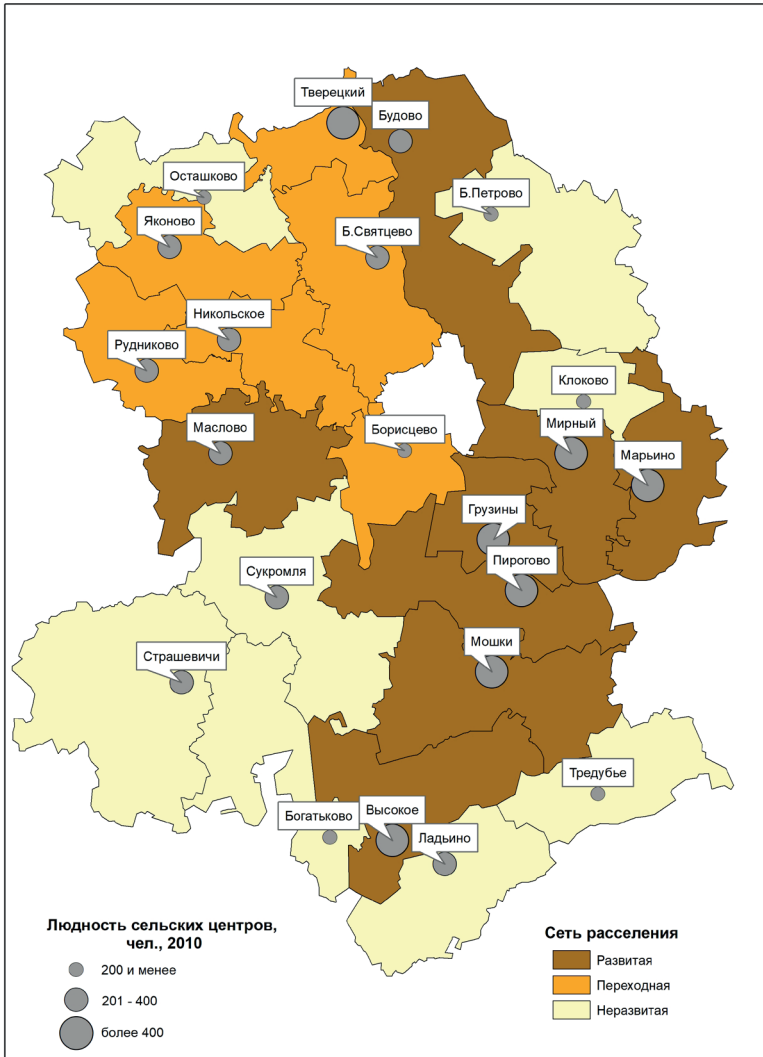 Тверецкий
Будово
Осташково
Б.Петрово
Яконово
Б.Святцево
Никольское
Рудниково
Клоково
Маслово
Борисцево
Мирный
Марьино
Грузины
Пирогово
Сукромля
Мошки
Страшевичи
Тредубье
Богатьково
Высокое
Ладьино
Людность сельских центров,
чел., 2010
200 и менее
201 - 400
более 400
Сеть расселения
Развитая
Переходная
Неразвитая